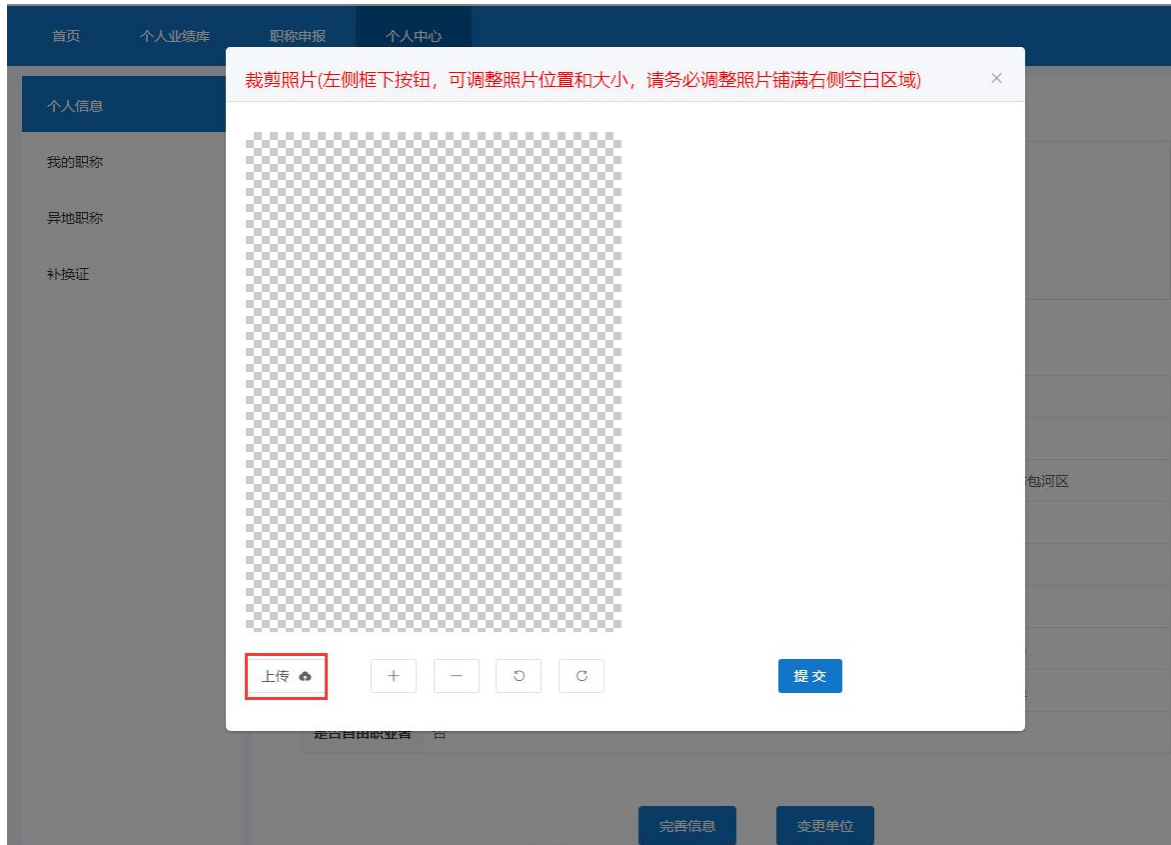 首页 个人业绩库 职称申报 个人中心
裁剪照片(左侧框下按钮，可调整照片位置和大小，请务必调整照片铺满右侧空白区域)
个人信息
我的职称
异地职称
补换证
包河区
上传
提交
是否自由职业者 否
完善信息 变更单位